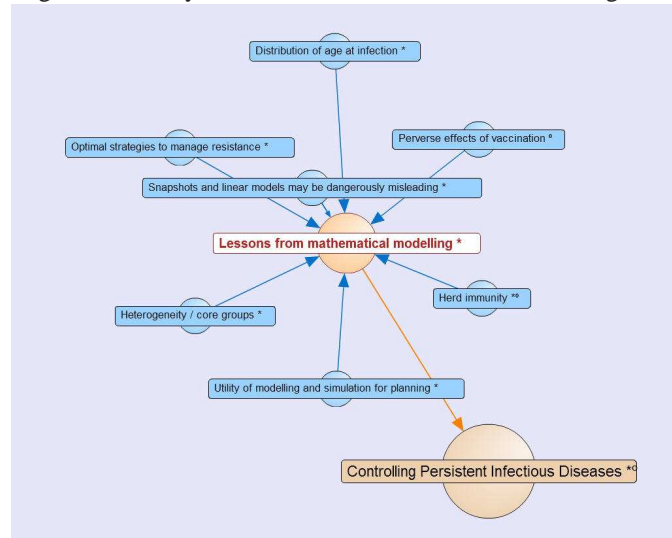 Distribution of age at infection *
Perverse effects of vaccination º
Optimal strategies to manage resistance *
Snapshots and linear models may be dangerously misleading *
Lessons from mathematical modelling *
Herd immunity *º
Heterogeneity / core groups *
Utility of modelling and simulation for planning *
Controlling Persistent Infectious Diseases *º